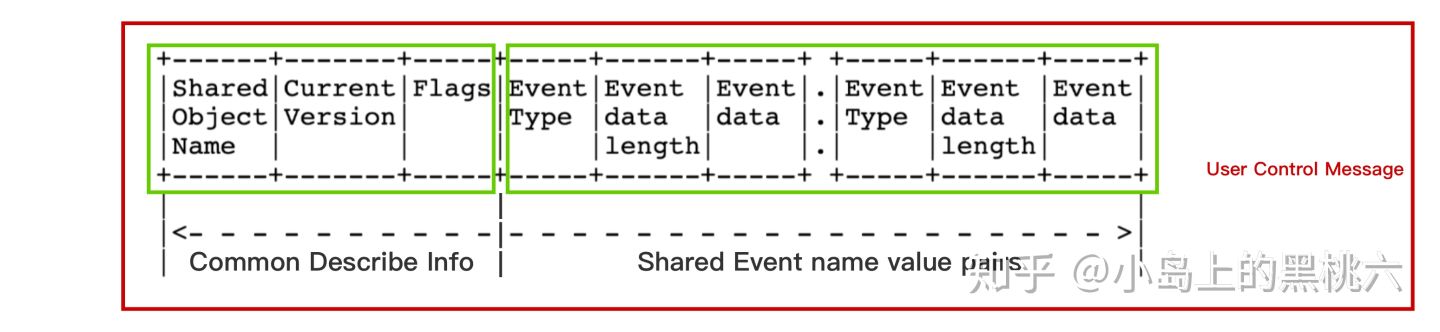 +------+-------+-----+-----+------+-----+ +-----+------+-----+
|Shared|Current|Flags|Event|Event |Event|.|Event|Event |Event|
|Object|Version|     |Type |data  |data |.|Type |data  |data |
|Name  |       |     |     |length|     |.|     |length|     |
+------+-------+-----+-----+------+-----+ +-----+------+-----+
User Control Message
|<- - - - - - - - - -|- - - - - - - - - - - - - - - - - - - - >|
| Common Describe Info | Shared Event name value pairs |
知乎 @小岛上的黑桃六